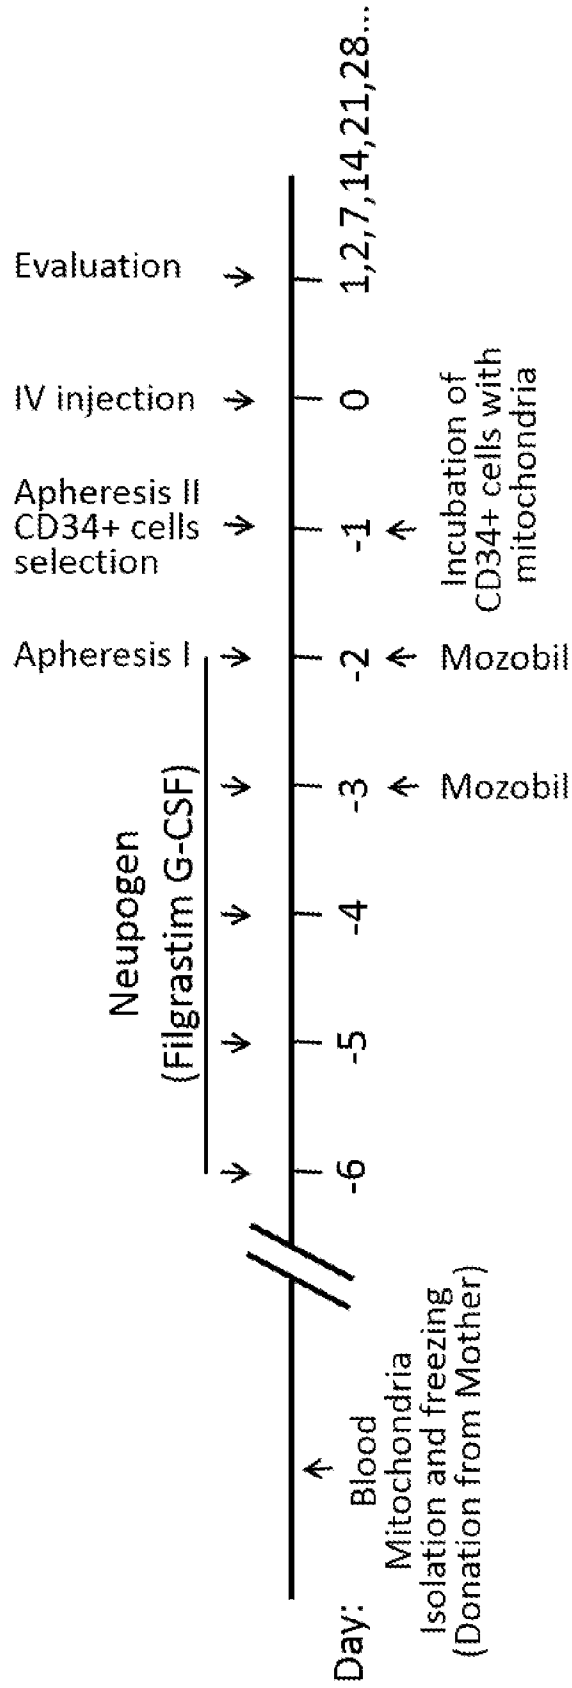 Neupogen
(Filgrastim G-CSF)
Apheresis I
Apheresis II
CD34+ cells
selection
IV injection
Evaluation
Day:
-6
-5
-4
-3
-2
-1
0
1,2,7,14,21,28...
Blood
Mitochondria
Isolation and freezing
(Donation from Mother)
Mozobil
Mozobil
Incubation of
CD34+ cells with
mitochondria